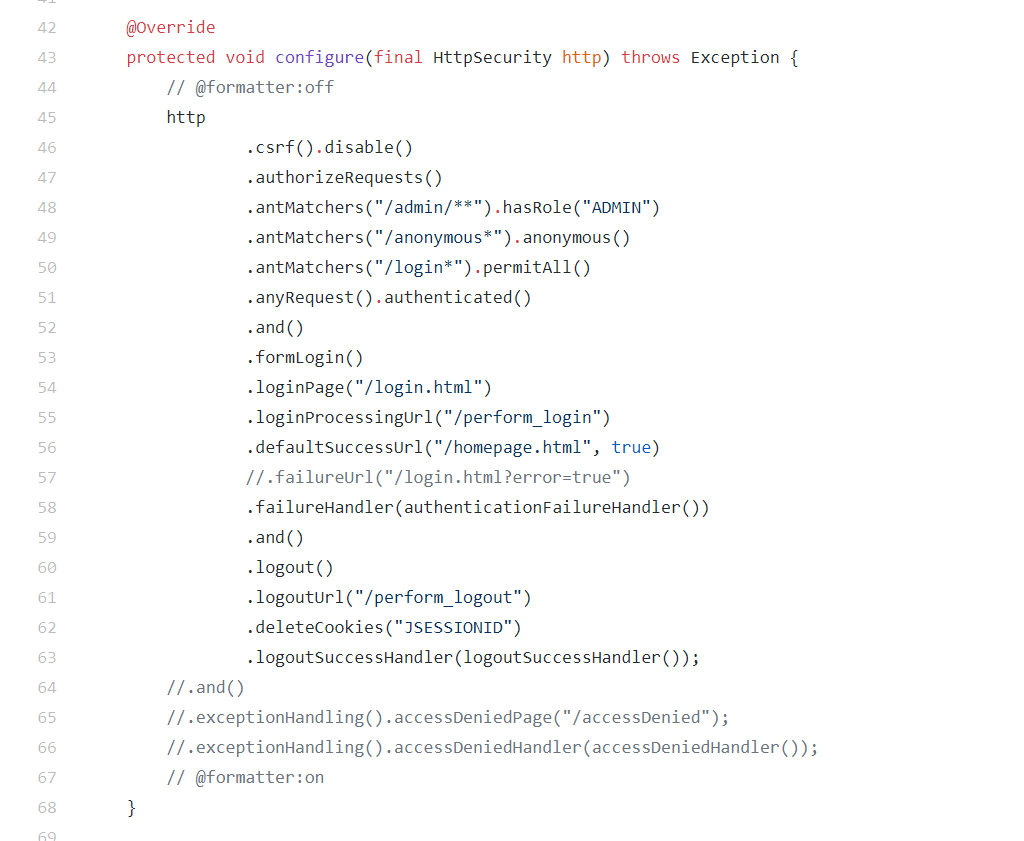 41
42 @Override
43 protected void configure(final HttpSecurity http) throws Exception {
44 // @formatter:off
45 http
46 .csrf().disable()
47 .authorizeRequests()
48 .antMatchers("/admin/**").hasRole("ADMIN")
49 .antMatchers("/anonymous*").anonymous()
50 .antMatchers("/login*").permitAll()
51 .anyRequest().authenticated()
52 .and()
53 .formLogin()
54 .loginPage("/login.html")
55 .loginProcessingUrl("/perform_login")
56 .defaultSuccessUrl("/homepage.html", true)
57 //.failureUrl("/login.html?error=true")
58 .failureHandler(authenticationFailureHandler())
59 .and()
60 .logout()
61 .logoutUrl("/perform_logout")
62 .deleteCookies("JSESSIONID")
63 .logoutSuccessHandler(logoutSuccessHandler());
64 //.and()
65 //.exceptionHandling().accessDeniedPage("/accessDenied");
66 //.exceptionHandling().accessDeniedHandler(accessDeniedHandler());
67 // @formatter:on
68 }
69